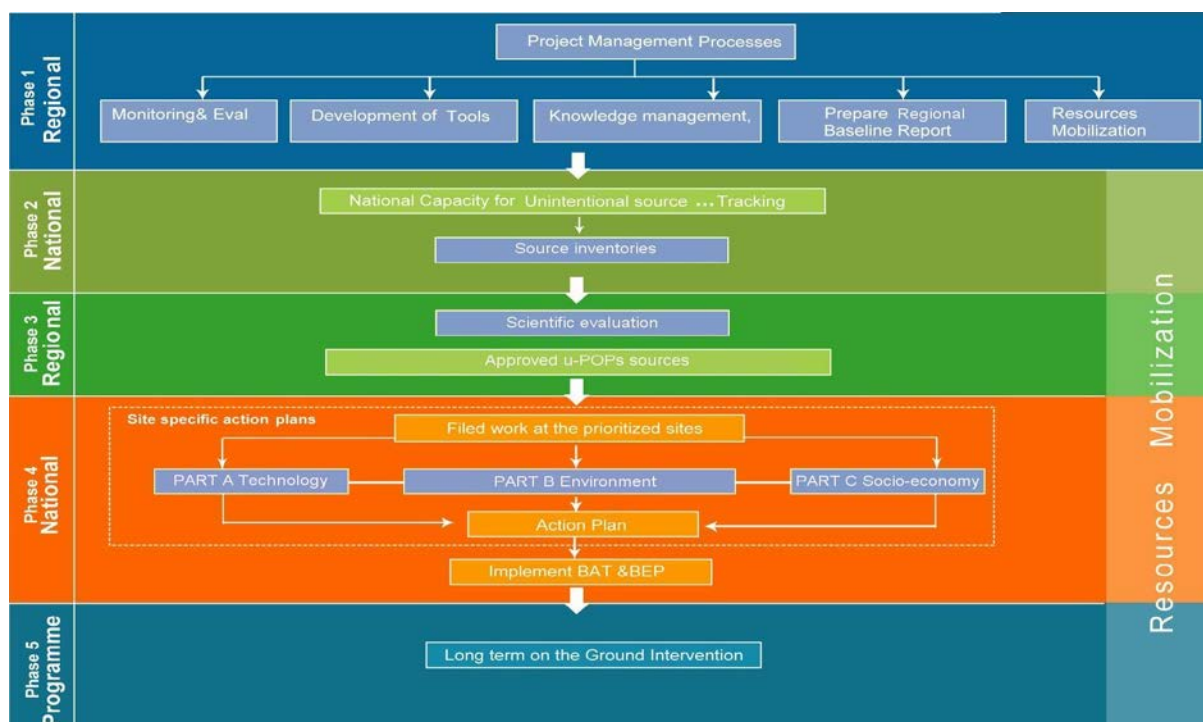 Phase 1
Regional
Project Management Processes
Monitoring& Eval
Development of Tools
Knowledge management,
Prepare Regional
Baseline Report
Resources
Mobilization
Phase 2
National
National Capacity for Unintentional source ...Tracking
Source inventories
Phase 3
Regional
Scientific evaluation
Approved u-POPs sources
Phase 4
National
Site specific action plans
Filed work at the prioritized sites
PART A Technology
PART B Environment
PART C Socio-economy
Action Plan
Implement BAT &BEP
Phase 5
Programme
Long term on the Ground Intervention
Resources Mobilization